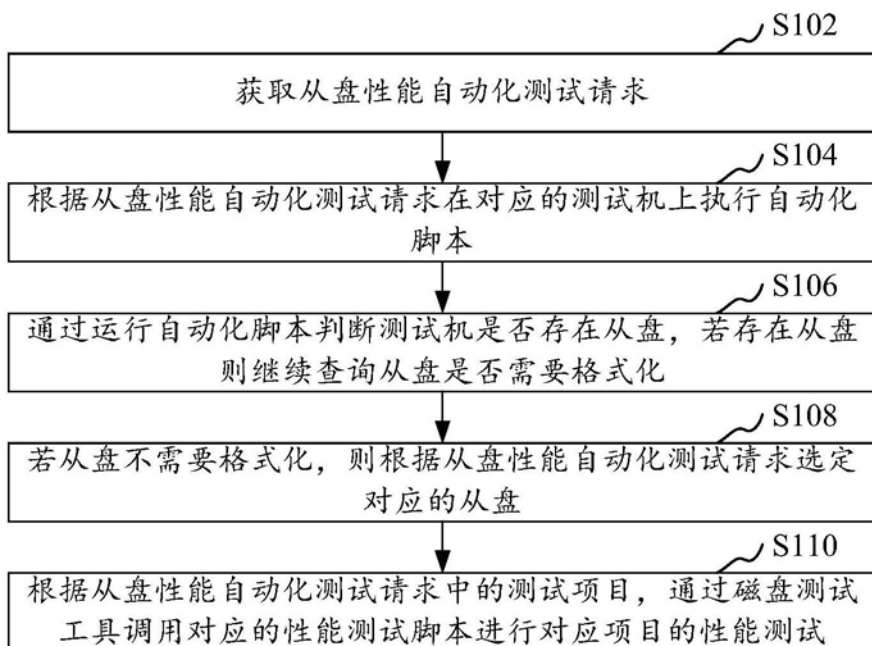 S102
获取从盘性能自动化测试请求
S104
根据从盘性能自动化测试请求在对应的测试机上执行自动化
脚本
S106
通过运行自动化脚本判断测试机是否存在从盘，若存在从盘
则继续查询从盘是否需要格式化
S108
若从盘不需要格式化，则根据从盘性能自动化测试请求选定
对应的从盘
S110
根据从盘性能自动化测试请求中的测试项目，通过磁盘测试
工具调用对应的性能测试脚本进行对应项目的性能测试